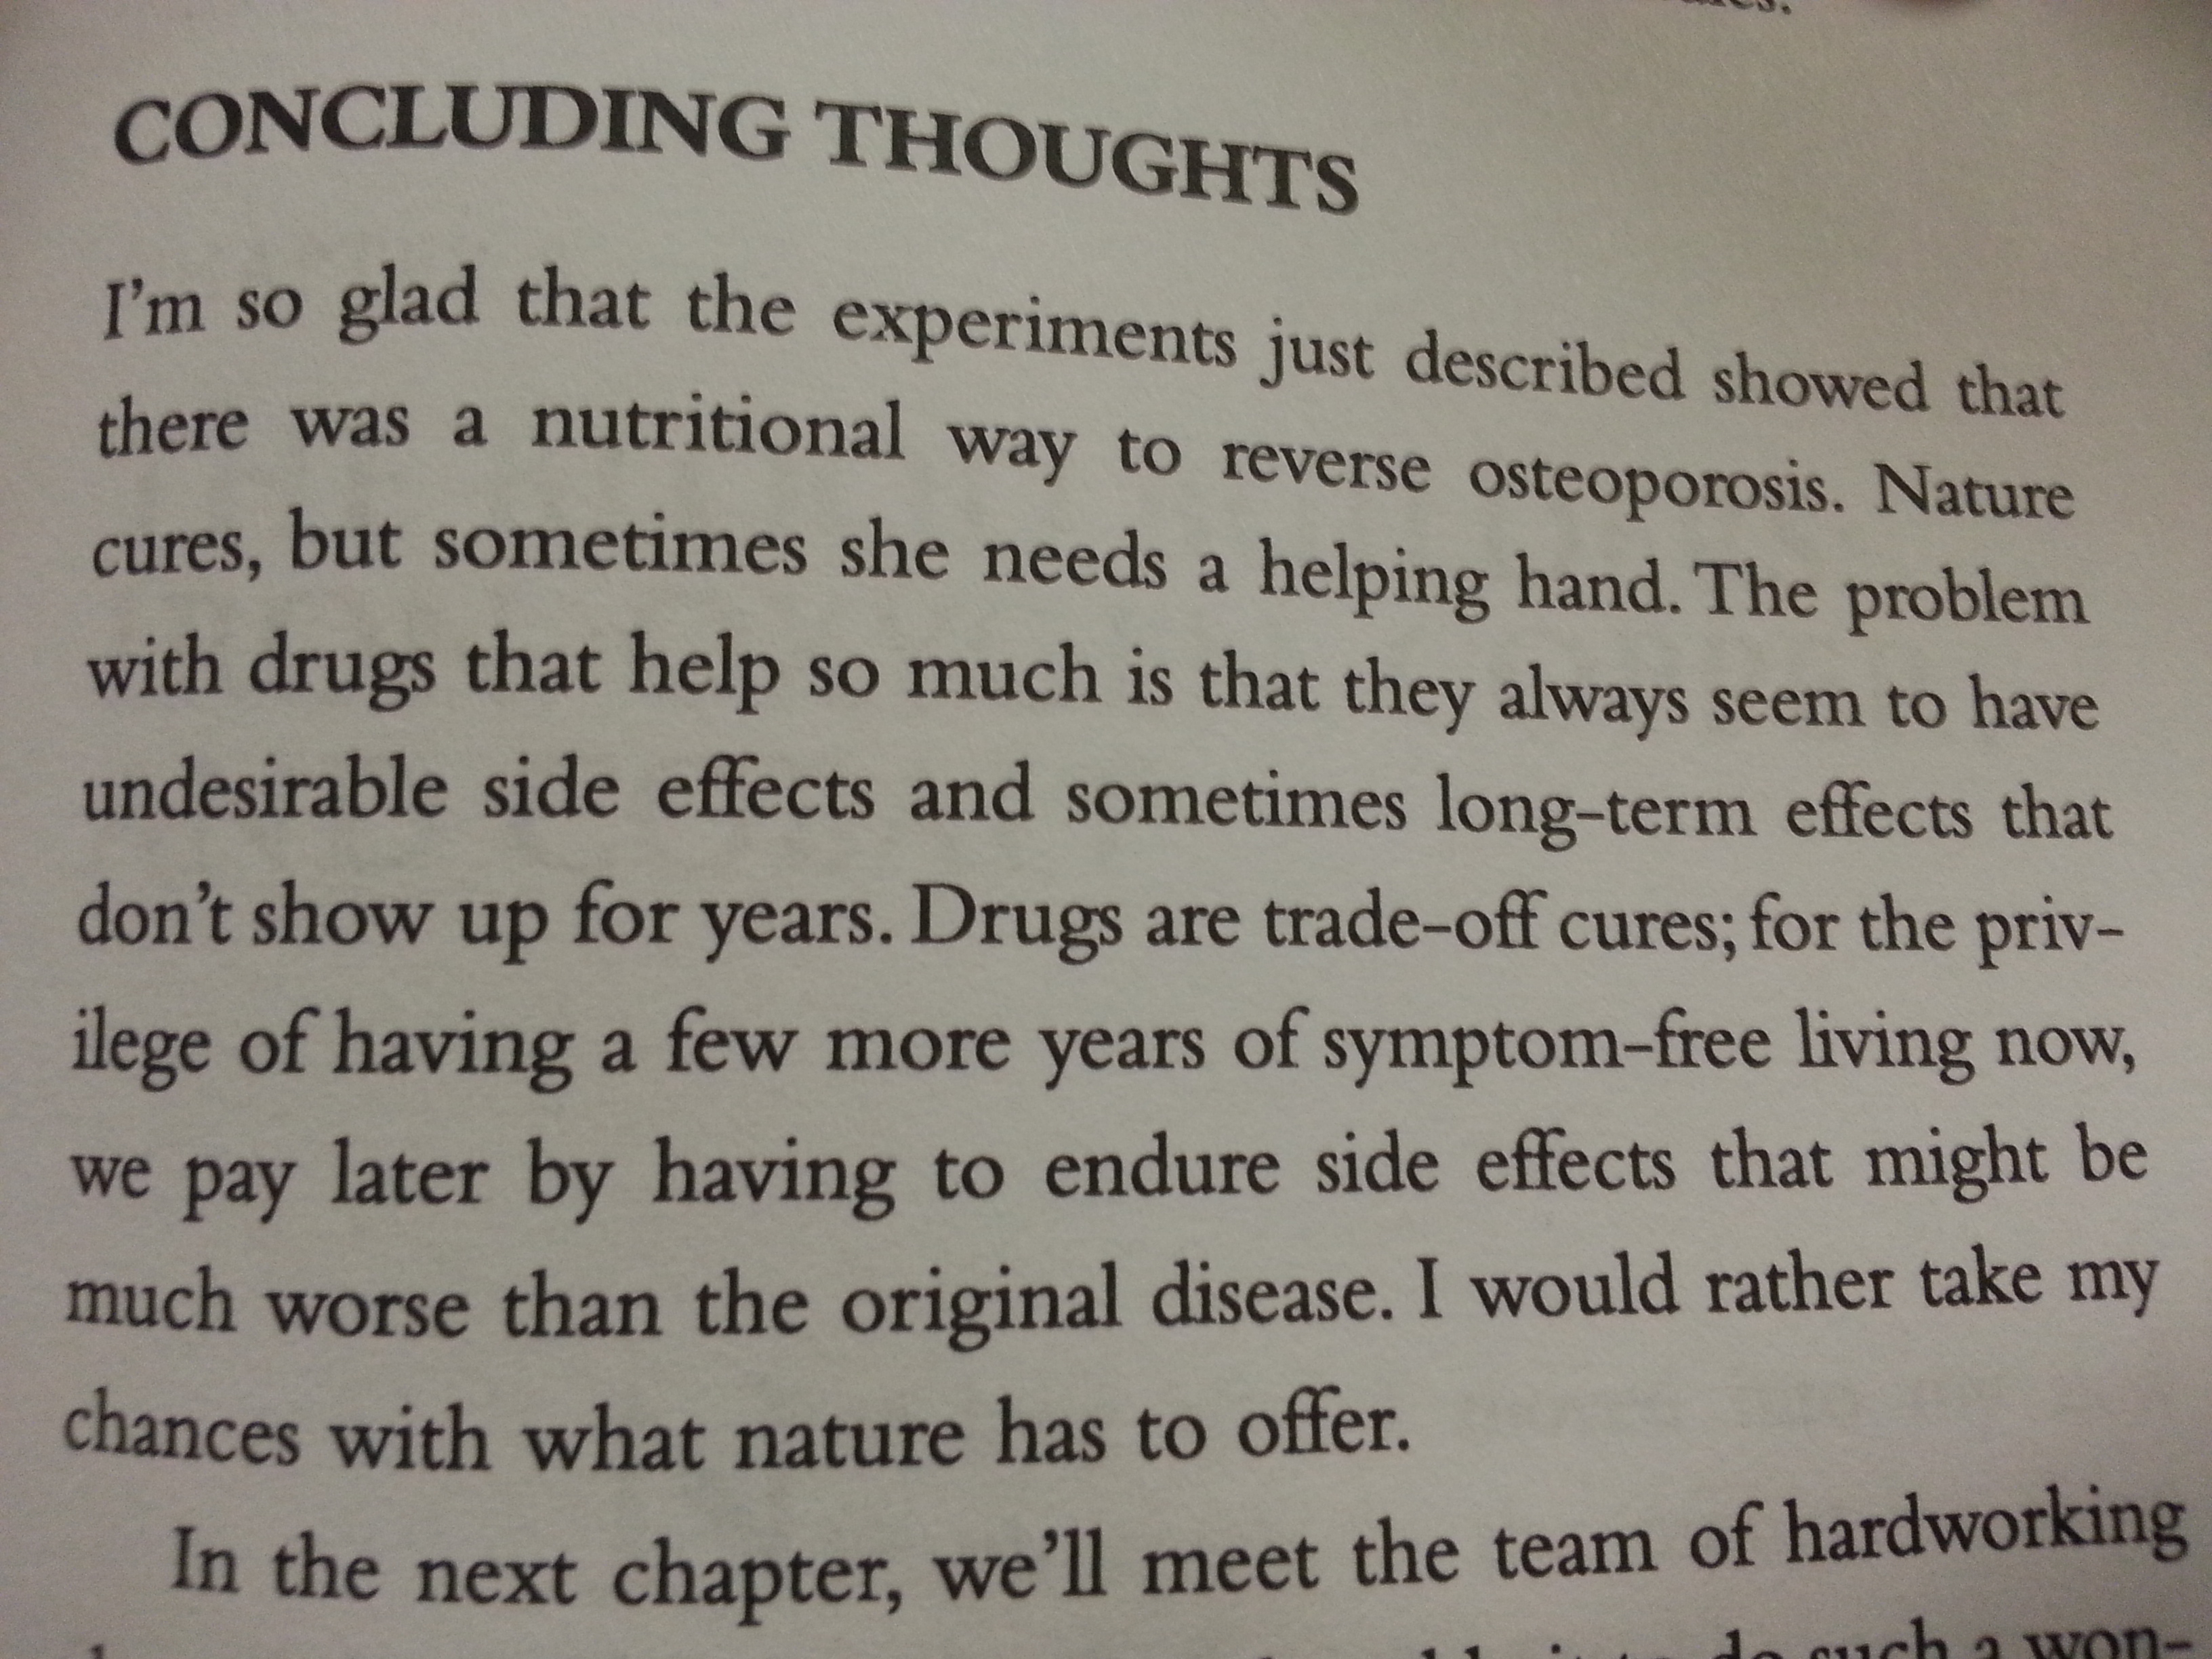 CONCLUDING THOUGHTS
I'm so glad that the experiments just described showed that
there was a nutritional way to reverse osteoporosis. Nature
cures, but sometimes she needs a helping hand. The problem
with drugs that help so much is that they always seem to have
undesirable side effects and sometimes long-term effects that
don't show up for years. Drugs are trade-off cures; for the priv-
ilege of having a few more years of symptom-free living now,
we pay later by having to endure side effects that might be
much worse than the original disease. I would rather take my
chances with what nature has to offer.
In the next chapter, we'll meet the team of hardworking
to do such a won-